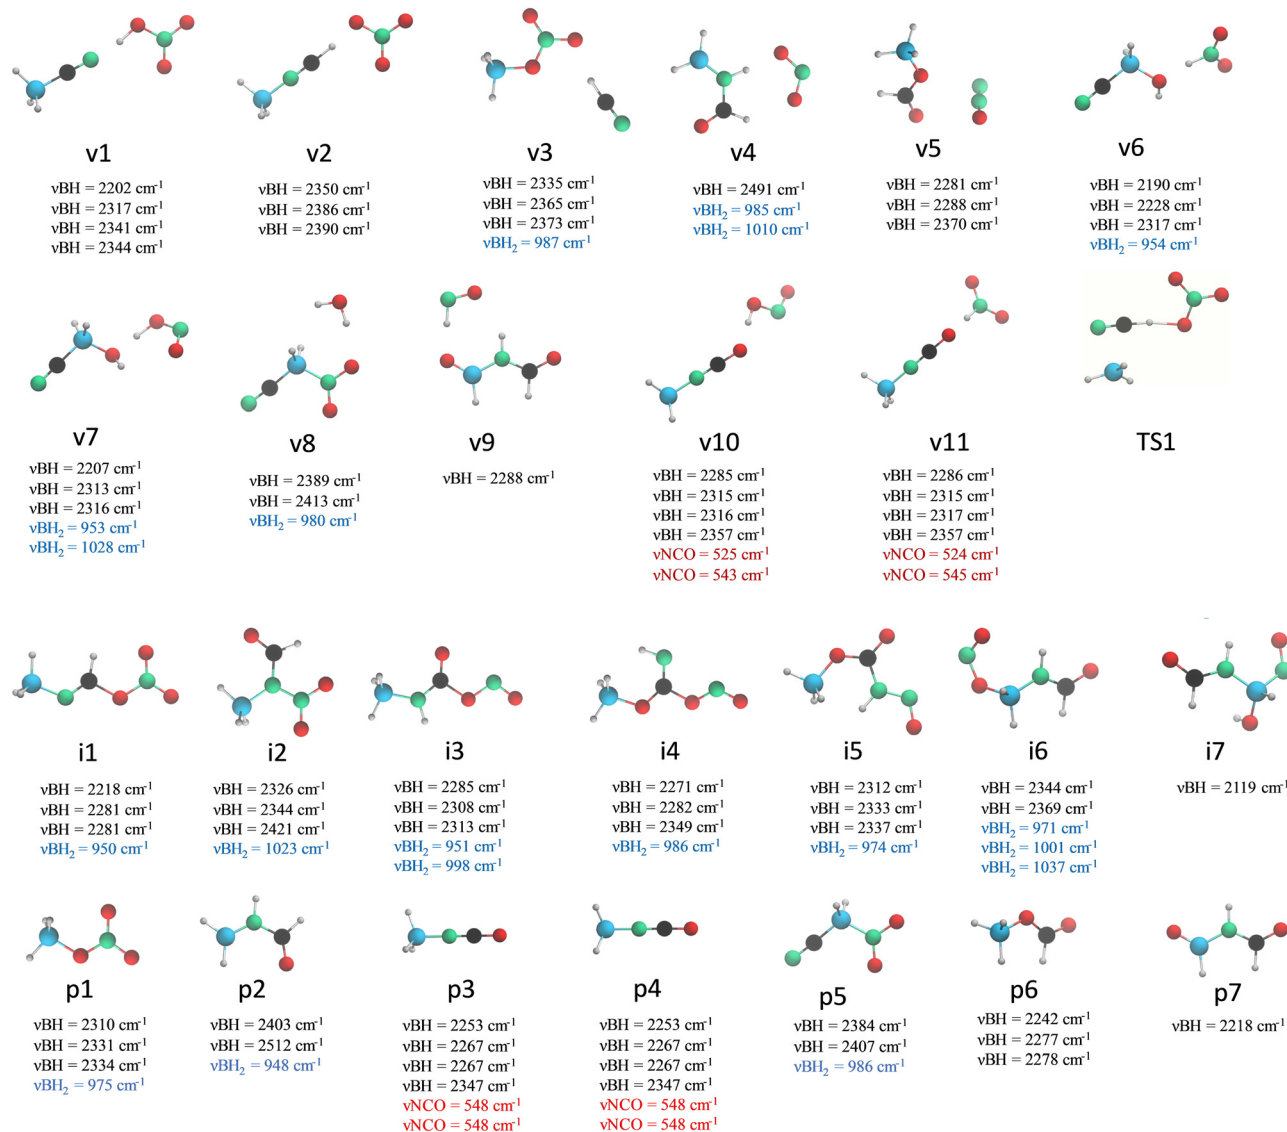 v1
νBH = 2202 cm⁻¹
νBH = 2317 cm⁻¹
νBH = 2341 cm⁻¹
νBH = 2344 cm⁻¹
v2
νBH = 2350 cm⁻¹
νBH = 2386 cm⁻¹
νBH = 2390 cm⁻¹
v3
νBH = 2335 cm⁻¹
νBH = 2365 cm⁻¹
νBH = 2373 cm⁻¹
νBH₂ = 987 cm⁻¹
v4
νBH = 2491 cm⁻¹
νBH₂ = 985 cm⁻¹
νBH₂ = 1010 cm⁻¹
v5
νBH = 2281 cm⁻¹
νBH = 2288 cm⁻¹
νBH = 2370 cm⁻¹
v6
νBH = 2190 cm⁻¹
νBH = 2228 cm⁻¹
νBH = 2317 cm⁻¹
νBH₂ = 954 cm⁻¹
v7
νBH = 2207 cm⁻¹
νBH = 2313 cm⁻¹
νBH = 2316 cm⁻¹
νBH₂ = 953 cm⁻¹
νBH₂ = 1028 cm⁻¹
v8
νBH = 2389 cm⁻¹
νBH = 2413 cm⁻¹
νBH₂ = 980 cm⁻¹
v9
νBH = 2288 cm⁻¹
v10
νBH = 2285 cm⁻¹
νBH = 2315 cm⁻¹
νBH = 2316 cm⁻¹
νBH = 2357 cm⁻¹
νNCO = 525 cm⁻¹
νNCO = 543 cm⁻¹
v11
νBH = 2286 cm⁻¹
νBH = 2315 cm⁻¹
νBH = 2317 cm⁻¹
νBH = 2357 cm⁻¹
νNCO = 524 cm⁻¹
νNCO = 545 cm⁻¹
TS1
i1
νBH = 2218 cm⁻¹
νBH = 2281 cm⁻¹
νBH = 2281 cm⁻¹
νBH₂ = 950 cm⁻¹
i2
νBH = 2326 cm⁻¹
νBH = 2344 cm⁻¹
νBH = 2421 cm⁻¹
νBH₂ = 1023 cm⁻¹
i3
νBH = 2285 cm⁻¹
νBH = 2308 cm⁻¹
νBH = 2313 cm⁻¹
νBH₂ = 951 cm⁻¹
νBH₂ = 998 cm⁻¹
i4
νBH = 2271 cm⁻¹
νBH = 2282 cm⁻¹
νBH = 2349 cm⁻¹
νBH₂ = 986 cm⁻¹
i5
νBH = 2312 cm⁻¹
νBH = 2333 cm⁻¹
νBH = 2337 cm⁻¹
νBH₂ = 974 cm⁻¹
i6
νBH = 2344 cm⁻¹
νBH = 2369 cm⁻¹
νBH₂ = 971 cm⁻¹
νBH₂ = 1001 cm⁻¹
νBH₂ = 1037 cm⁻¹
i7
νBH = 2119 cm⁻¹
p1
νBH = 2310 cm⁻¹
νBH = 2331 cm⁻¹
νBH = 2334 cm⁻¹
νBH₂ = 975 cm⁻¹
p2
νBH = 2403 cm⁻¹
νBH = 2512 cm⁻¹
νBH₂ = 948 cm⁻¹
p3
νBH = 2253 cm⁻¹
νBH = 2267 cm⁻¹
νBH = 2267 cm⁻¹
νBH = 2347 cm⁻¹
νNCO = 548 cm⁻¹
νNCO = 548 cm⁻¹
p4
νBH = 2253 cm⁻¹
νBH = 2267 cm⁻¹
νBH = 2267 cm⁻¹
νBH = 2347 cm⁻¹
νNCO = 548 cm⁻¹
νNCO = 548 cm⁻¹
p5
νBH = 2384 cm⁻¹
νBH = 2407 cm⁻¹
νBH₂ = 986 cm⁻¹
p6
νBH = 2242 cm⁻¹
νBH = 2277 cm⁻¹
νBH = 2278 cm⁻¹
p7
νBH = 2218 cm⁻¹